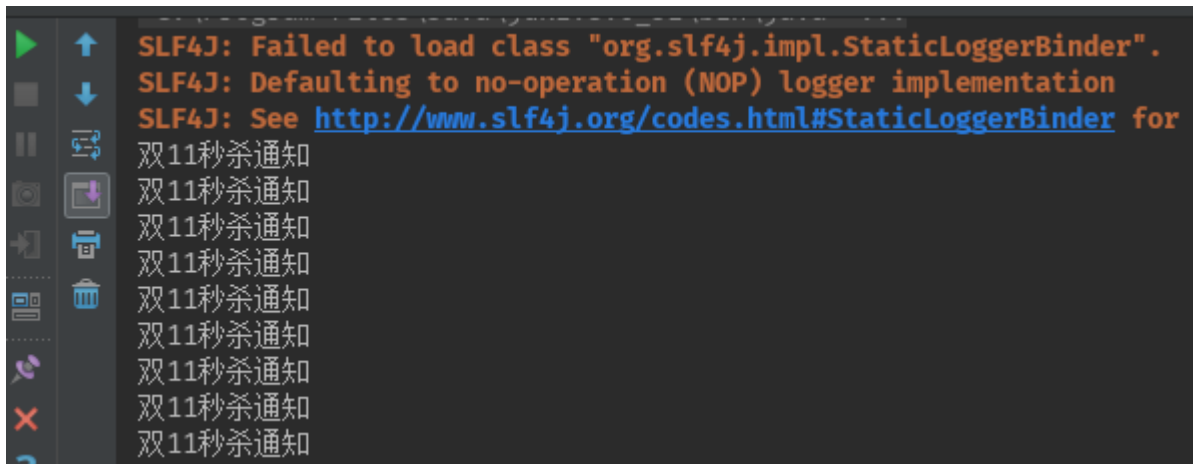 SLF4J: Failed to load class "org.slf4j.impl.StaticLoggerBinder".
SLF4J: Defaulting to no-operation (NOP) logger implementation
SLF4J: See http://www.slf4j.org/codes.html#StaticLoggerBinder for
双11秒杀通知
双11秒杀通知
双11秒杀通知
双11秒杀通知
双11秒杀通知
双11秒杀通知
双11秒杀通知
双11秒杀通知
双11秒杀通知